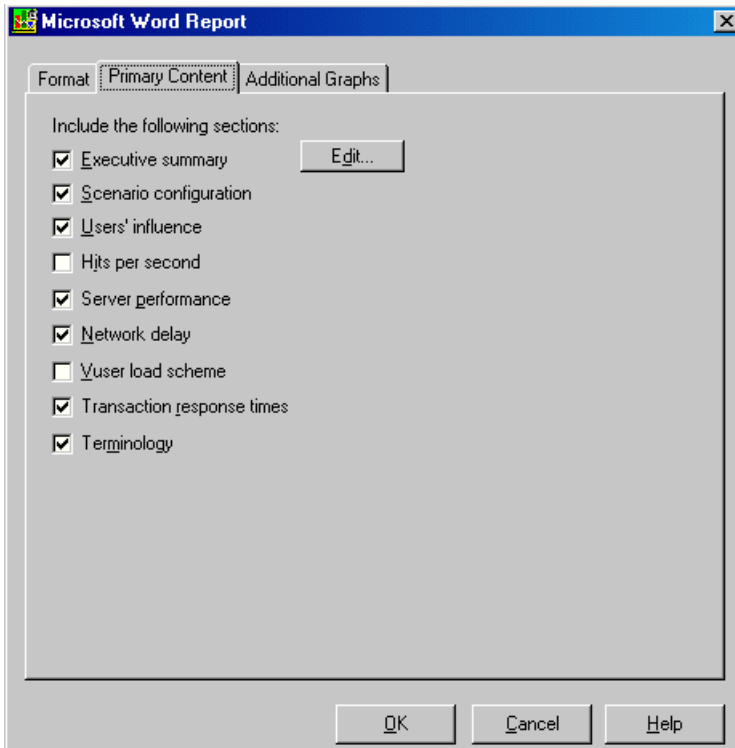 Microsoft Word Report
Format Primary Content Additional Graphs
Include the following sections:
Executive summary Edit...
Scenario configuration
Users' influence
Hits per second
Server performance
Network delay
Vuser load scheme
Transaction response times
Terminology
OK Cancel Help